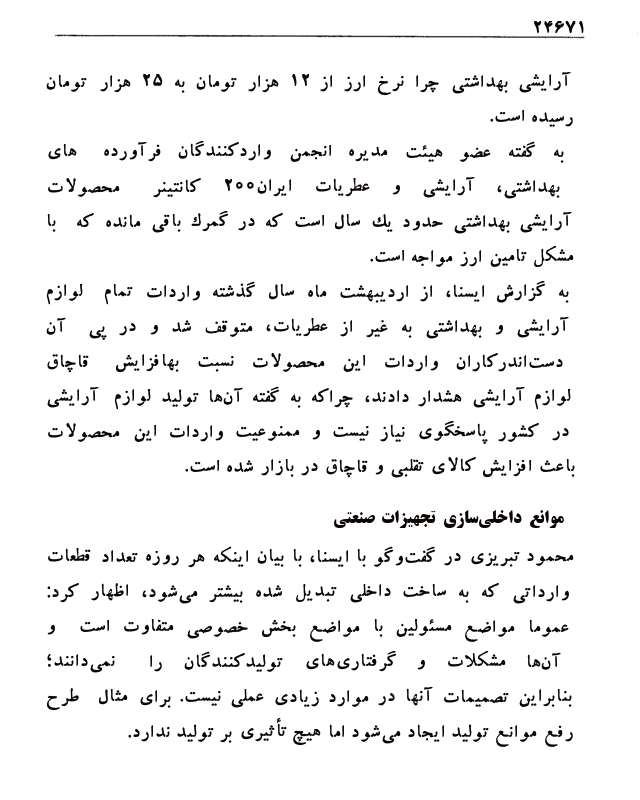 ۲۴۶۷۱
آرایشی بهداشتی چرا نرخ ارز از ۱۲ هزار تومان به ۲۵ هزار تومان
رسیده است.
به گفته عضو هیئت مدیره انجمن واردکنندگان فرآورده های
بهداشتی، آرایشی و عطریات ایران۲۰۰ کانتینر محصولات
آرایشی بهداشتی حدود یك سال است که در گمرك باقی مانده که با
مشکل تامین ارز مواجه است.
به گزارش ایسنا، از اردیبهشت ماه سال گذشته واردات تمام لوازم
آرایشی و بهداشتی به غیر از عطریات، متوقف شد و در پی آن
دست‌اندرکاران واردات این محصولات نسبت بهافزایش قاچاق
لوازم آرایشی هشدار دادند، چراکه به گفته آن‌ها تولید لوازم آرایشی
در کشور پاسخگوی نیاز نیست و ممنوعیت واردات این محصولات
باعث افزایش کالای تقلبی و قاچاق در بازار شده است.
موانع داخلی‌سازی تجهیزات صنعتی
محمود تبریزی در گفت‌وگو با ایسنا، با بیان اینکه هر روزه تعداد قطعات
وارداتی که به ساخت داخلی تبدیل شده بیشتر می‌شود، اظهار کرد:
عموما مواضع مسئولین با مواضع بخش خصوصی متفاوت است و
آن‌ها مشکلات و گرفتاری‌های تولیدکنندگان را نمی‌دانند؛
بنابراین تصمیمات آنها در موارد زیادی عملی نیست. برای مثال طرح
رفع موانع تولید ایجاد می‌شود اما هیچ تأثیری بر تولید ندارد.